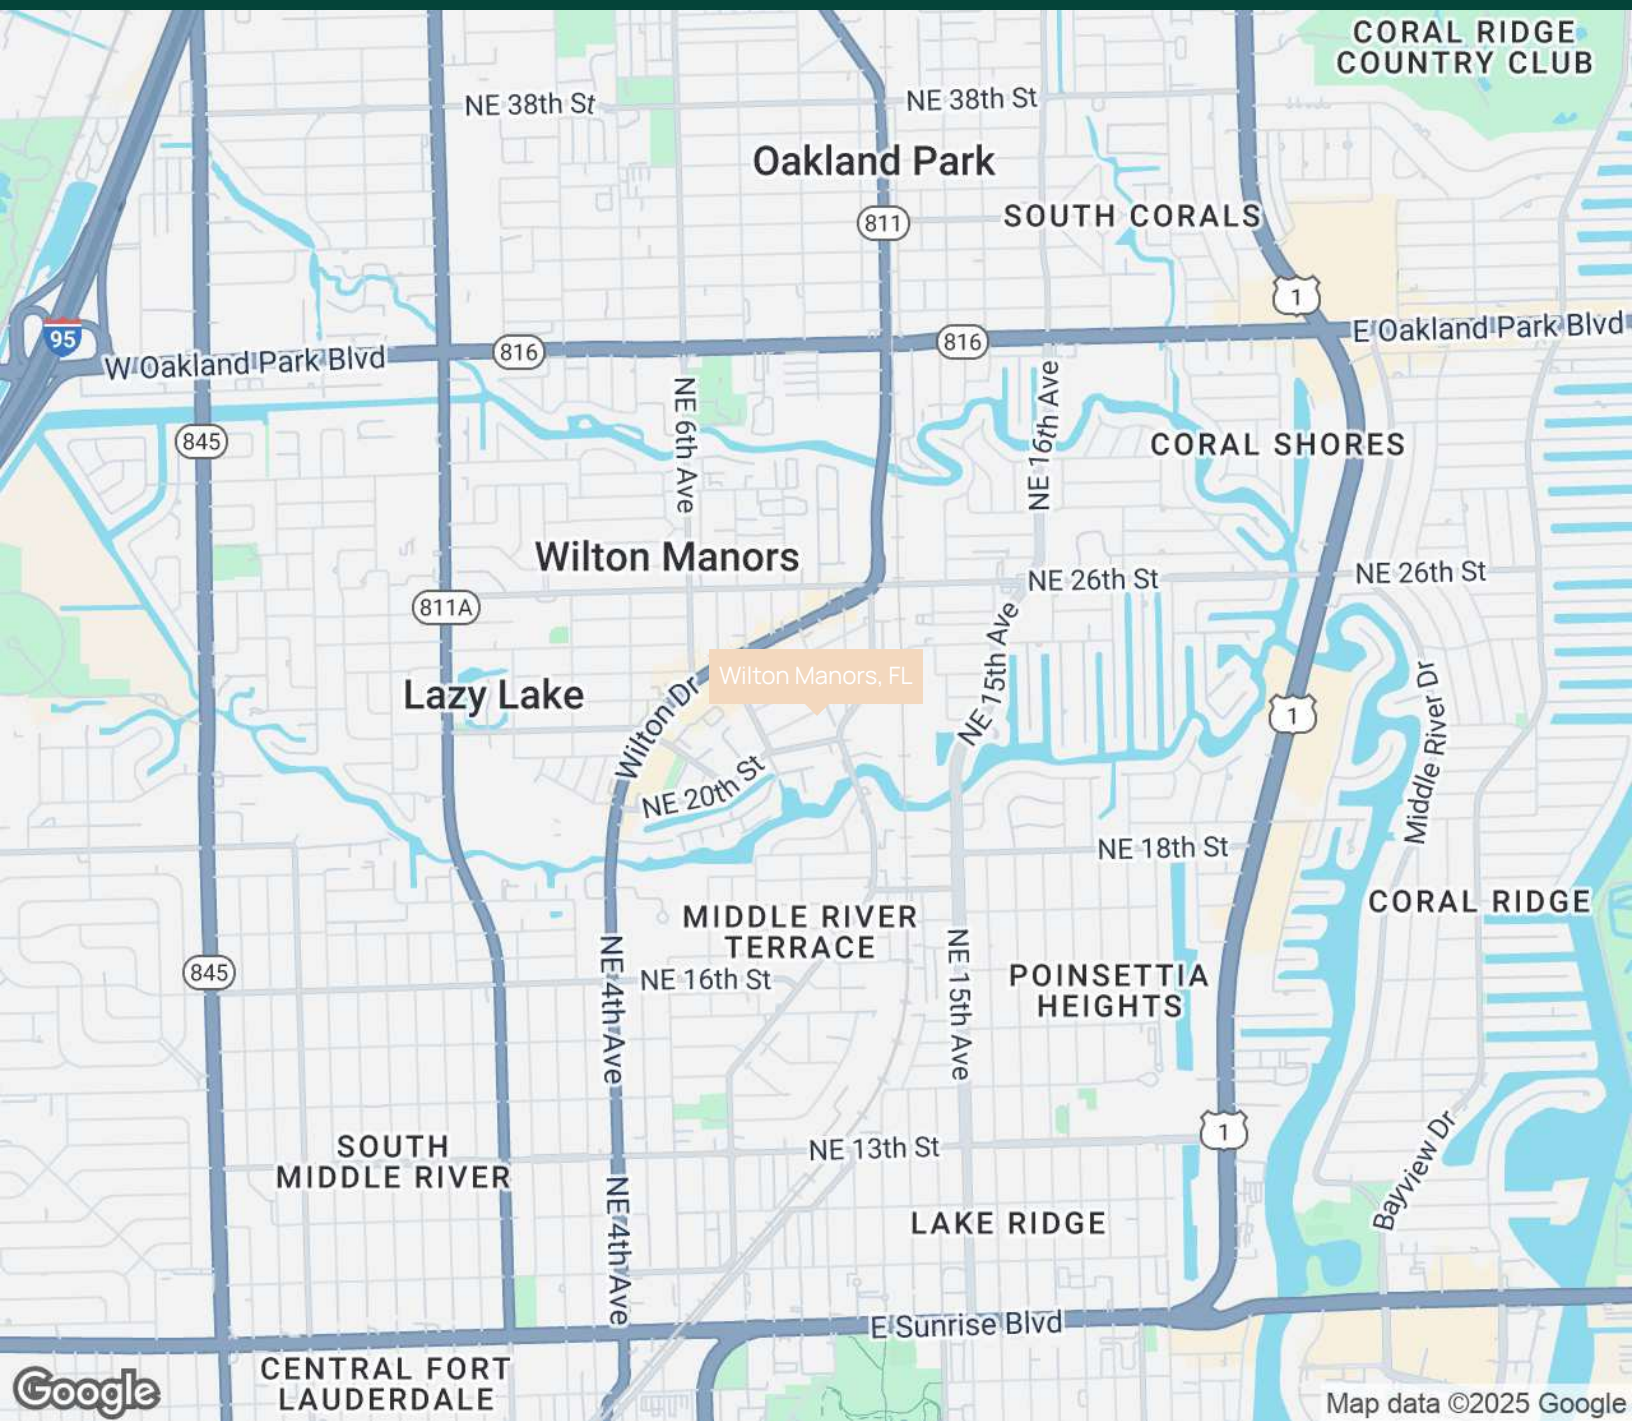 CORAL RIDGE
COUNTRY CLUB
NE 38th St
NE 38th St
Oakland Park
811
SOUTH CORALS
1
95
W Oakland Park Blvd
816
816
E Oakland Park Blvd
NE 6th Ave
NE 16th Ave
845
CORAL SHORES
Wilton Manors
NE 26th St
NE 26th St
811A
NE 15th Ave
Wilton Manors, FL
Lazy Lake
Wilton Dr
1
Middle River Dr
NE 20th St
NE 18th St
CORAL RIDGE
MIDDLE RIVER
TERRACE
845
NE 4th Ave
NE 16th St
NE 15th Ave
POINSETTIA
HEIGHTS
1
SOUTH
MIDDLE RIVER
NE 13th St
Bayview Dr
NE 4th Ave
LAKE RIDGE
E Sunrise Blvd
CENTRAL FORT
LAUDERDALE
Google
Map data ©2025 Google